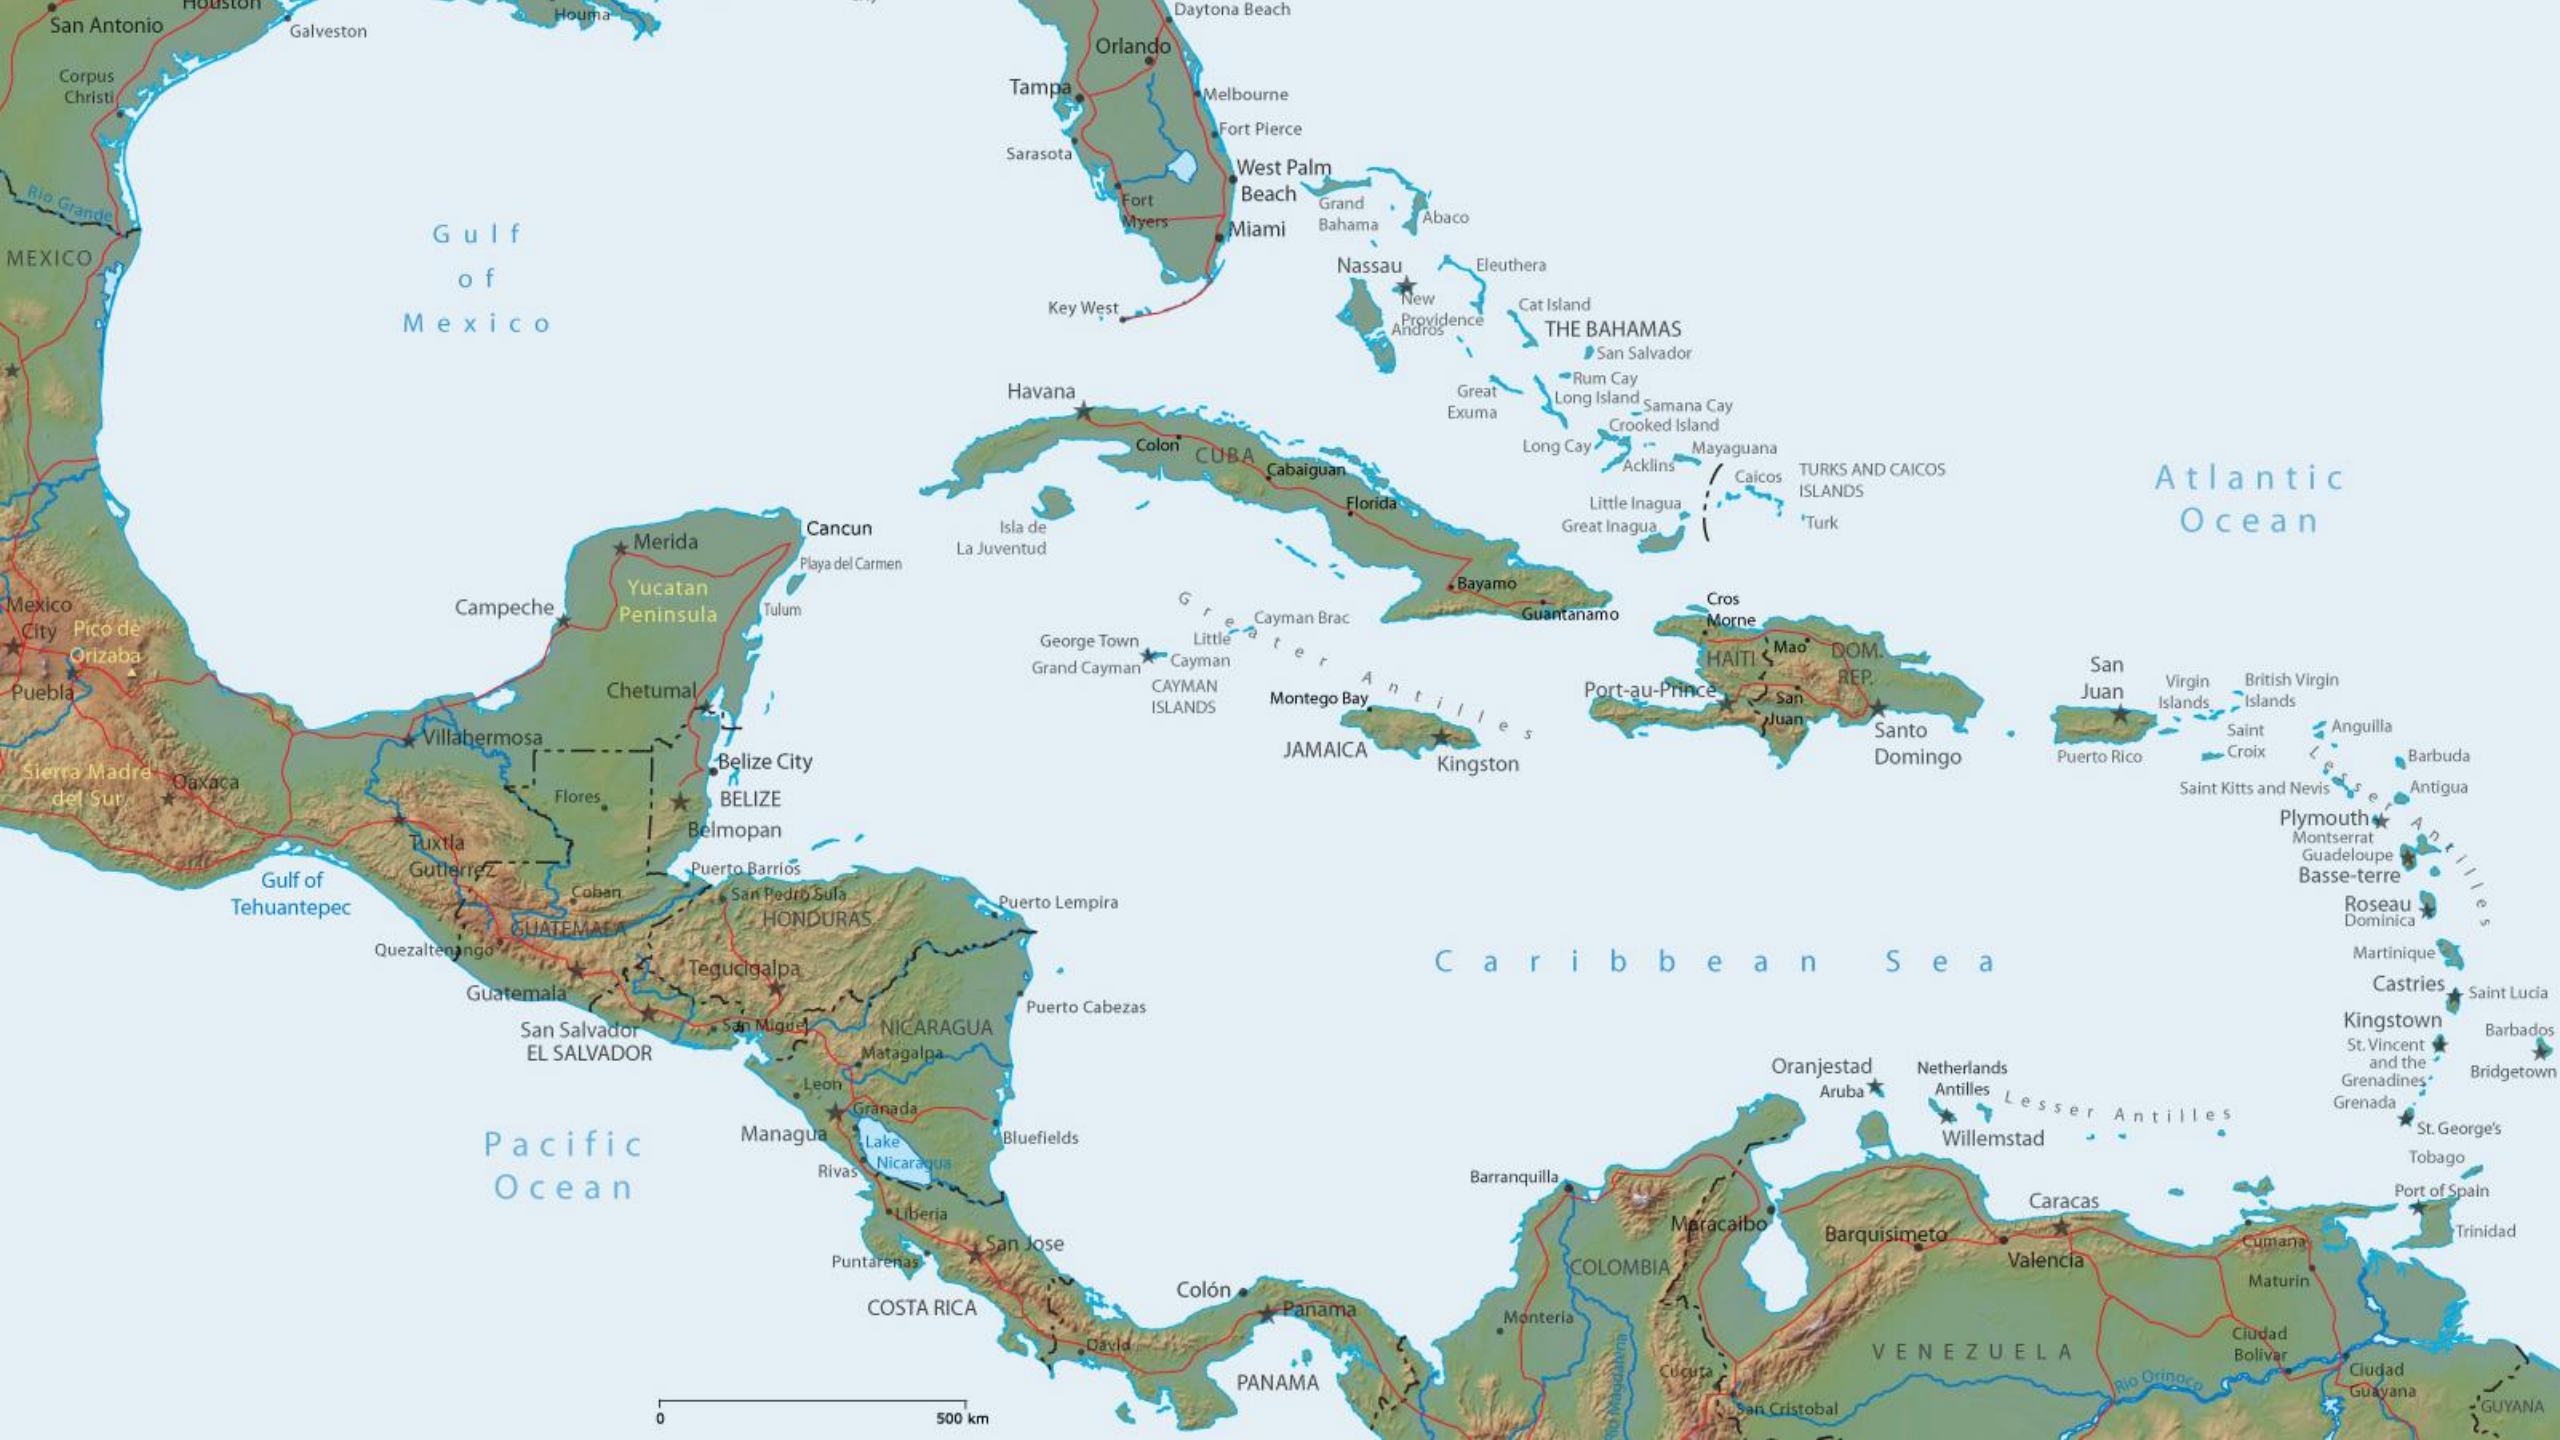 Houston
San Antonio
Galveston
Houma
Daytona Beach
Orlando
Corpus
Christi
Tampa
Melbourne
Fort Pierce
Sarasota
West Palm
Beach
Rio Grande
Fort
Myers
Grand
Bahama
Abaco
Miami
Gulf
of
Mexico
MEXICO
Nassau
Eleuthera
New
Providence
Andros
Cat Island
Key West
THE BAHAMAS
San Salvador
Rum Cay
Great
Exuma
Long Island
Samana Cay
Crooked Island
Long Cay
Acklins
Mayaguana
Havana
Colon
CUBA
Cabaiguan
Florida
Caicos
TURKS AND CAICOS
ISLANDS
Turk
Little Inagua
Great Inagua
Atlantic
Ocean
Isla de
La Juventud
Cancun
Merida
Playa del Carmen
Yucatan
Peninsula
Tulum
Campeche
Bayamo
Guantanamo
Greater Antilles
Cayman Brac
Little
Cayman
George Town
Grand Cayman
CAYMAN
ISLANDS
Mexico
City
Pico de
Orizaba
Puebla
Cros
Morne
Mao
HAITI
DOM.
REP.
San
Juan
Port-au-Prince
Santo
Domingo
San
Juan
Puerto Rico
Virgin
Islands
British Virgin
Islands
Saint
Croix
Anguilla
Chetumal
Montego Bay
JAMAICA
Kingston
Villahermosa
Belize City
BELIZE
Belmopan
Flores
Sierra Madre
del Sur
Oaxaca
Lesser Antilles
Barbuda
Antigua
Saint Kitts and Nevis
Plymouth
Montserrat
Guadeloupe
Basse-terre
Tuxtla
Gutierrez
Gulf of
Tehuantepec
Puerto Barrios
Coban
San Pedro Sula
HONDURAS
Puerto Lempira
GUATEMALA
Quezaltenango
Roseau
Dominica
Martinique
Caribbean Sea
Tegucigalpa
Guatemala
Puerto Cabezas
San Salvador
EL SALVADOR
San Miguel
NICARAGUA
Matagalpa
Castries
Saint Lucia
Kingstown
St. Vincent
and the
Grenadines
Barbados
Bridgetown
Leon
Granada
Managua
Lake
Nicaragua
Bluefields
Rivas
Oranjestad
Aruba
Netherlands
Antilles
Lesser Antilles
Willemstad
Grenada
St. George's
Tobago
Pacific
Ocean
Barranquilla
Port of Spain
Trinidad
Liberia
San Jose
Puntarenas
COSTA RICA
Maracaibo
Barquisimeto
Caracas
Valencia
Cumana
Maturin
COLOMBIA
Colón
Panama
David
PANAMA
Monteria
Rio Magdalena
Cucuta
San Cristobal
VENEZUELA
Ciudad
Bolivar
Ciudad
Guayana
Rio Orinoco
GUYANA
0 500 km